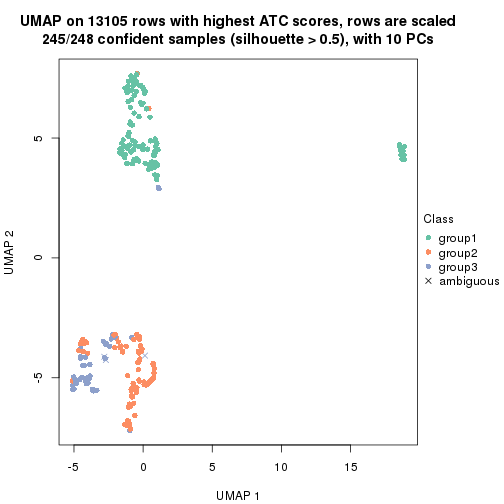 UMAP on 13105 rows with highest ATC scores, rows are scaled
245/248 confident samples (silhouette > 0.5), with 10 PCs
5
0
-5
UMAP 2
-5
0
5
10
15
UMAP 1
Class
group1
group2
group3
ambiguous